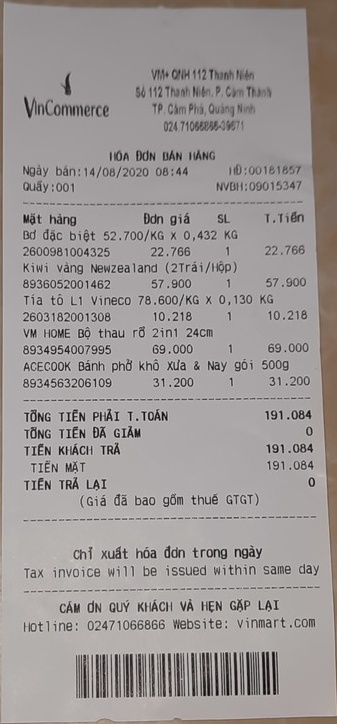 VinCommerce
VM+ QNH 112 Thanh Niên
Số 112 Thanh Niên, P. Cẩm Thành
TP. Cẩm Phả, Quảng Ninh
024.71066866-39671
HÓA ĐƠN BÁN HÀNG
Ngày bán:14/08/2020 08:44 HĐ:00181857
Quầy:001 NVBH:09015347
Mặt hàng Đơn giá SL T.Tiền
Bơ đặc biệt 52.700/KG X 0,432 KG
2600981004325 22.766 1 22.766
Kiwi vàng Newzealand (2Trái/Hộp)
8936052001462 57.900 1 57.900
Tía tô L1 Vineco 78.600/KG X 0,130 KG
2603182001308 10.218 1 10.218
VM HOME Bộ thau rổ 2in1 24cm
8934954007995 69.000 1 69.000
ACECOOK Bánh phở khô Xưa & Nay gói 500g
8934563206109 31.200 1 31.200
TỔNG TIỀN PHẢI T.TOÁN 191.084
TỔNG TIỀN ĐÃ GIẢM 0
TIỀN KHÁCH TRẢ 191.084
TIỀN MẶT 191.084
TIỀN TRẢ LẠI 0
(Giá đã bao gồm thuế GTGT)
Chỉ xuất hóa đơn trong ngày
Tax invoice will be issued within same day
CẢM ƠN QUÝ KHÁCH VÀ HẸN GẶP LẠI
Hotline: 02471066866 Website: vinmart.com